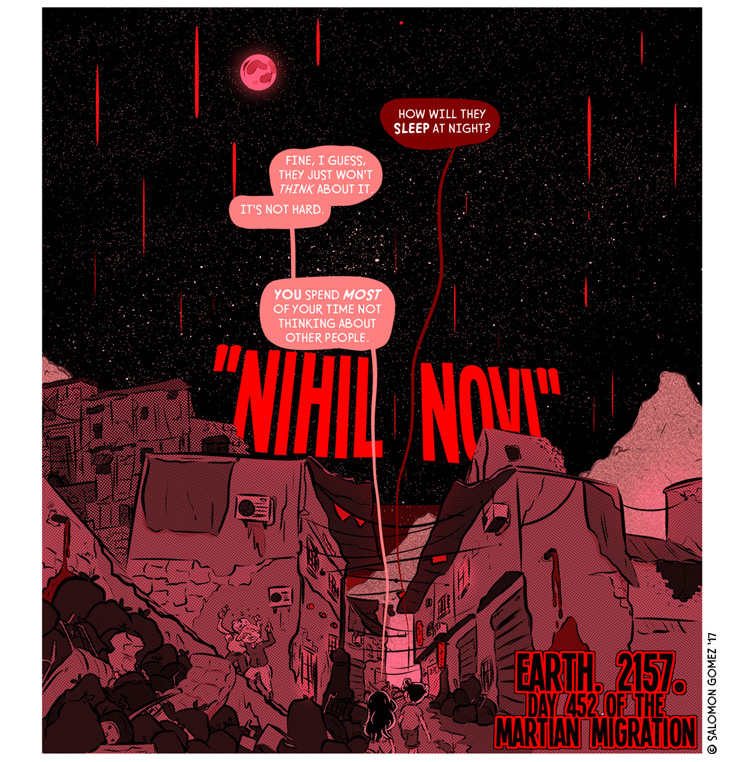 HOW WILL THEY
SLEEP AT NIGHT?
FINE, I GUESS,
THEY JUST WON'T
THINK ABOUT IT.
IT'S NOT HARD.
YOU SPEND MOST
OF YOUR TIME NOT
THINKING ABOUT
OTHER PEOPLE.
"NIHIL NOVI"
EARTH. 2157.
DAY 452 OF THE
MARTIAN MIGRATION
© SALOMON GOMEZ '17